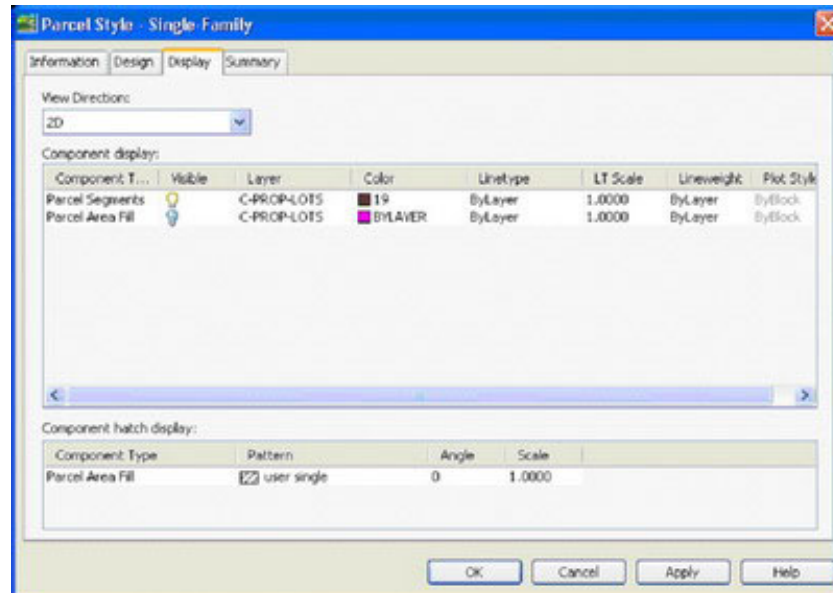 Parcel Style - Single-Family
Information Design Display Summary
View Direction:
2D
Component display:
Component T... Visible Layer Color Linetype LT Scale Lineweight Plot Style
Parcel Segments C-PROP-LOTS 19 ByLayer 1.0000 ByLayer ByBlock
Parcel Area Fill C-PROP-LOTS BYLAYER ByLayer 1.0000 ByLayer ByBlock
Component hatch display:
Component Type Pattern Angle Scale
Parcel Area Fill user single 0 1.0000
OK Cancel Apply Help